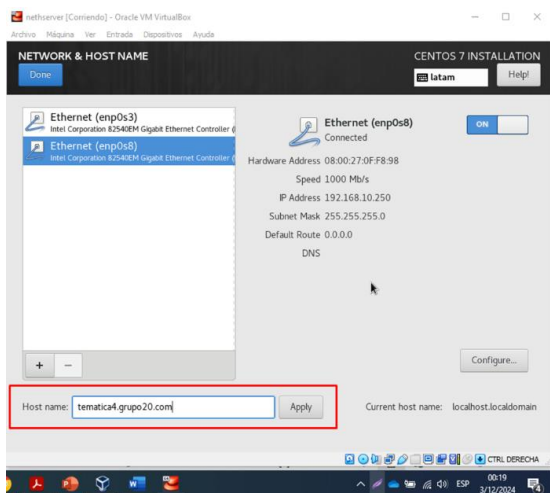 nethserver [Corriendo] - Oracle VM VirtualBox
Archivo Máquina Ver Entrada Dispositivos Ayuda
NETWORK & HOST NAME
CENTOS 7 INSTALLATION
Done
latam
Help!
Ethernet (enp0s3)
Intel Corporation 82540EM Gigabit Ethernet Controller (
Ethernet (enp0s8)
Intel Corporation 82540EM Gigabit Ethernet Controller (
Ethernet (enp0s8)
Connected
ON
Hardware Address 08:00:27:0F:F8:98
Speed 1000 Mb/s
IP Address 192.168.10.250
Subnet Mask 255.255.255.0
Default Route 0.0.0.0
DNS
+ −
Configure...
Host name: tematica4.grupo20.com
Apply
Current host name: localhost.localdomain
CTRL DERECHA
ESP
00:19
3/12/2024
4